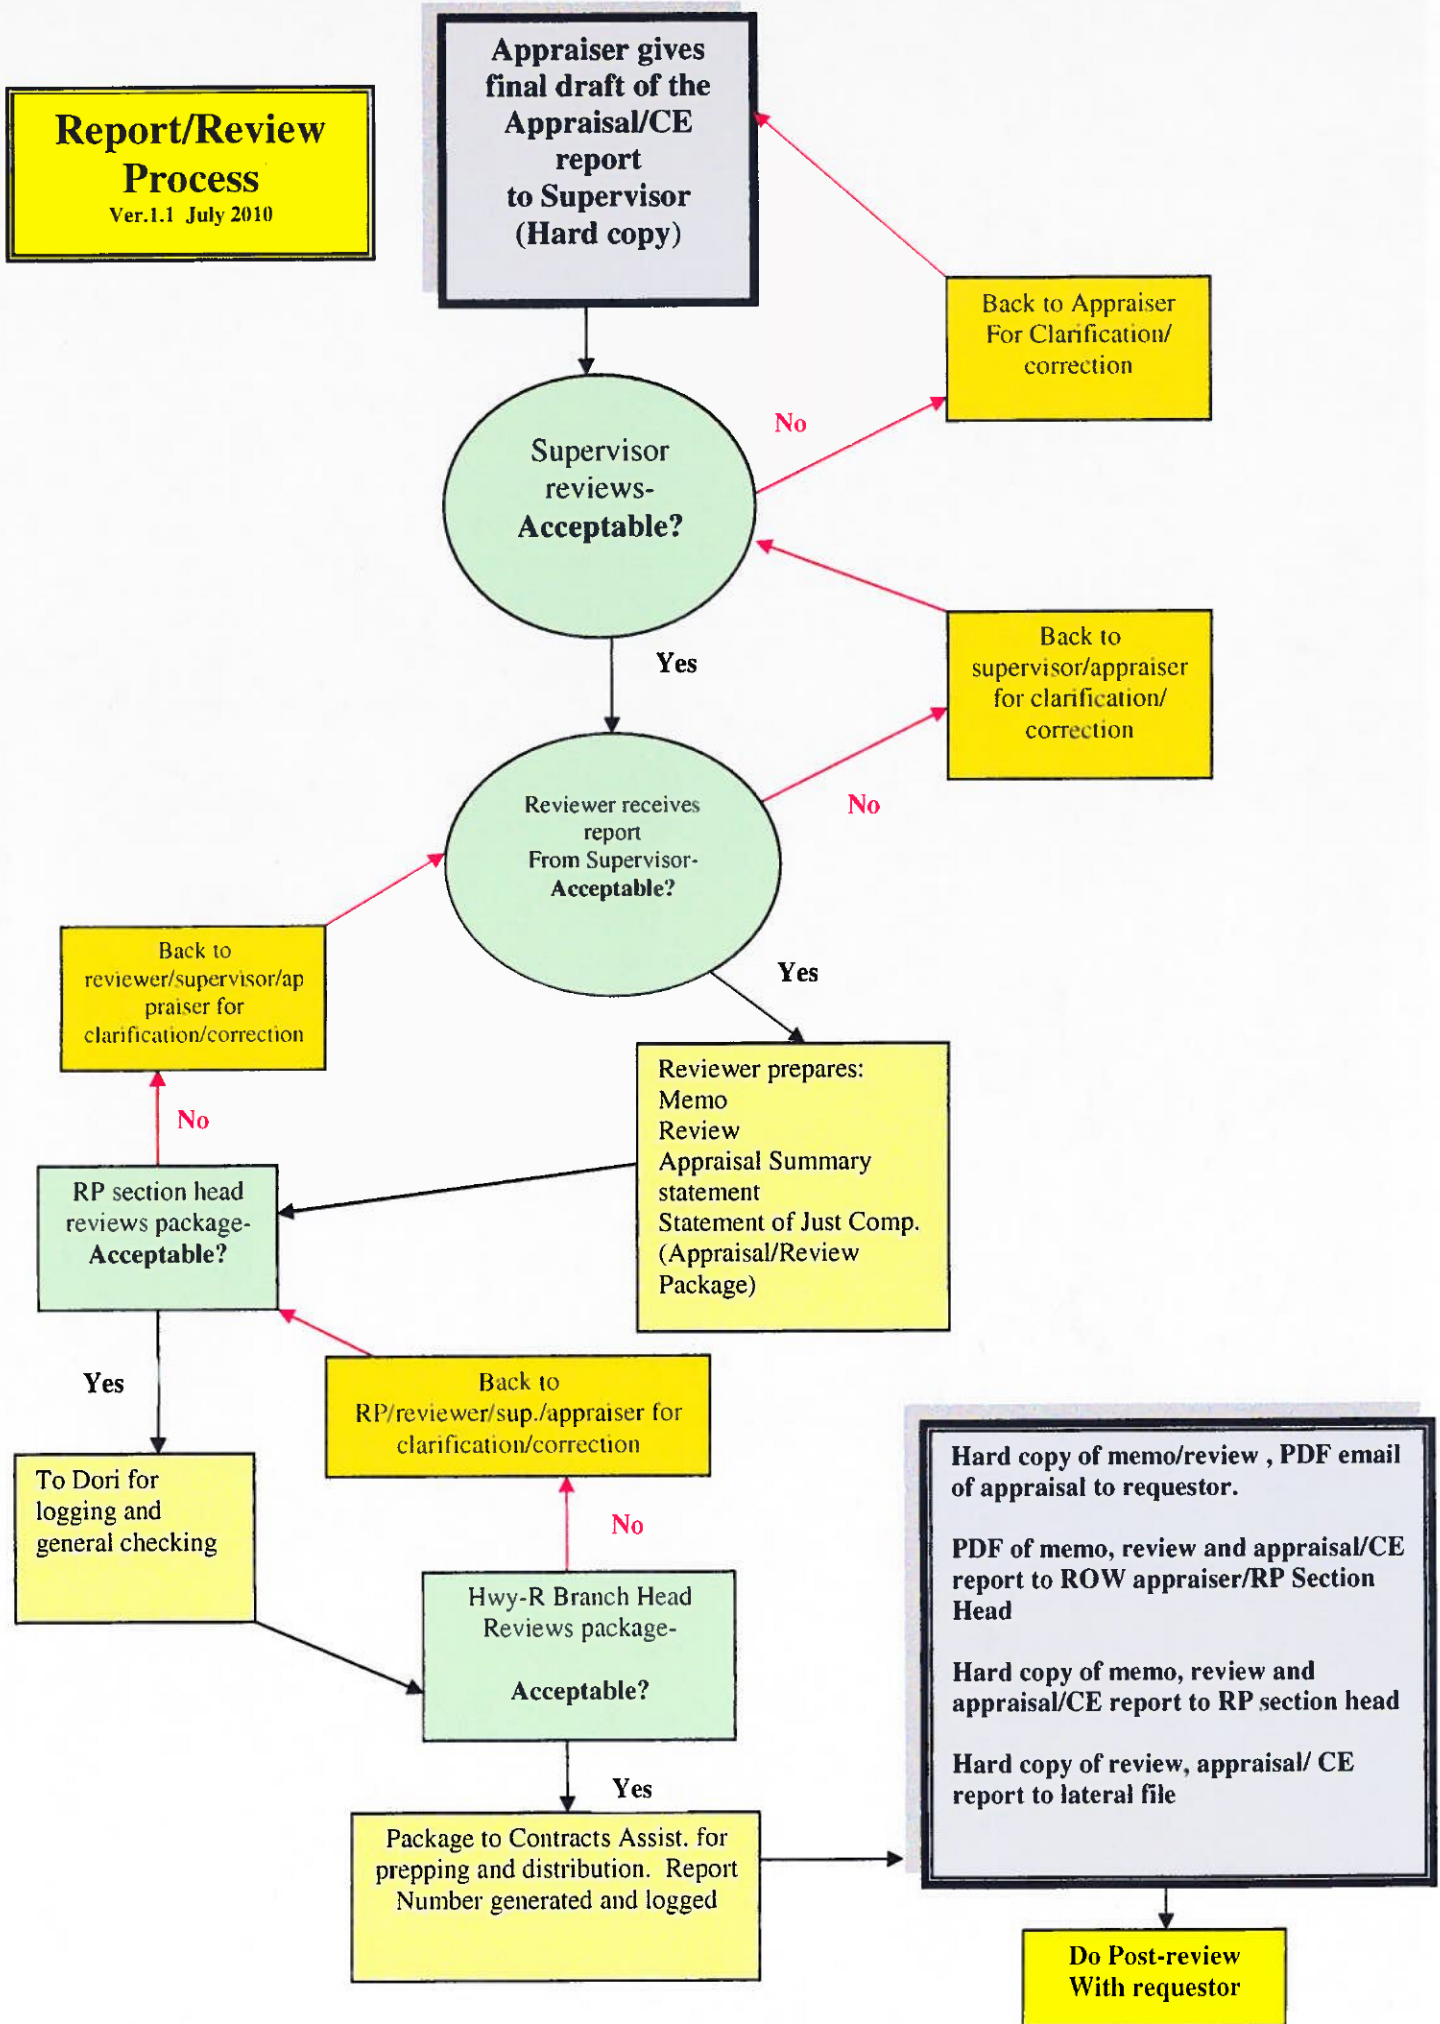 Report/Review
Process
Ver.1.1 July 2010
Appraiser gives
final draft of the
Appraisal/CE
report
to Supervisor
(Hard copy)
Back to Appraiser
For Clarification/
correction
No
Supervisor
reviews-
Acceptable?
Yes
Back to
supervisor/appraiser
for clarification/
correction
No
Reviewer receives
report
From Supervisor-
Acceptable?
Yes
Back to
reviewer/supervisor/ap
praiser for
clarification/correction
No
Reviewer prepares:
Memo
Review
Appraisal Summary
statement
Statement of Just Comp.
(Appraisal/Review
Package)
RP section head
reviews package-
Acceptable?
Yes
Back to
RP/reviewer/sup./appraiser for
clarification/correction
No
To Dori for
logging and
general checking
Hwy-R Branch Head
Reviews package-
Acceptable?
Yes
Package to Contracts Assist. for
prepping and distribution. Report
Number generated and logged
Hard copy of memo/review , PDF email
of appraisal to requestor.
PDF of memo, review and appraisal/CE
report to ROW appraiser/RP Section
Head
Hard copy of memo, review and
appraisal/CE report to RP section head
Hard copy of review, appraisal/ CE
report to lateral file
Do Post-review
With requestor